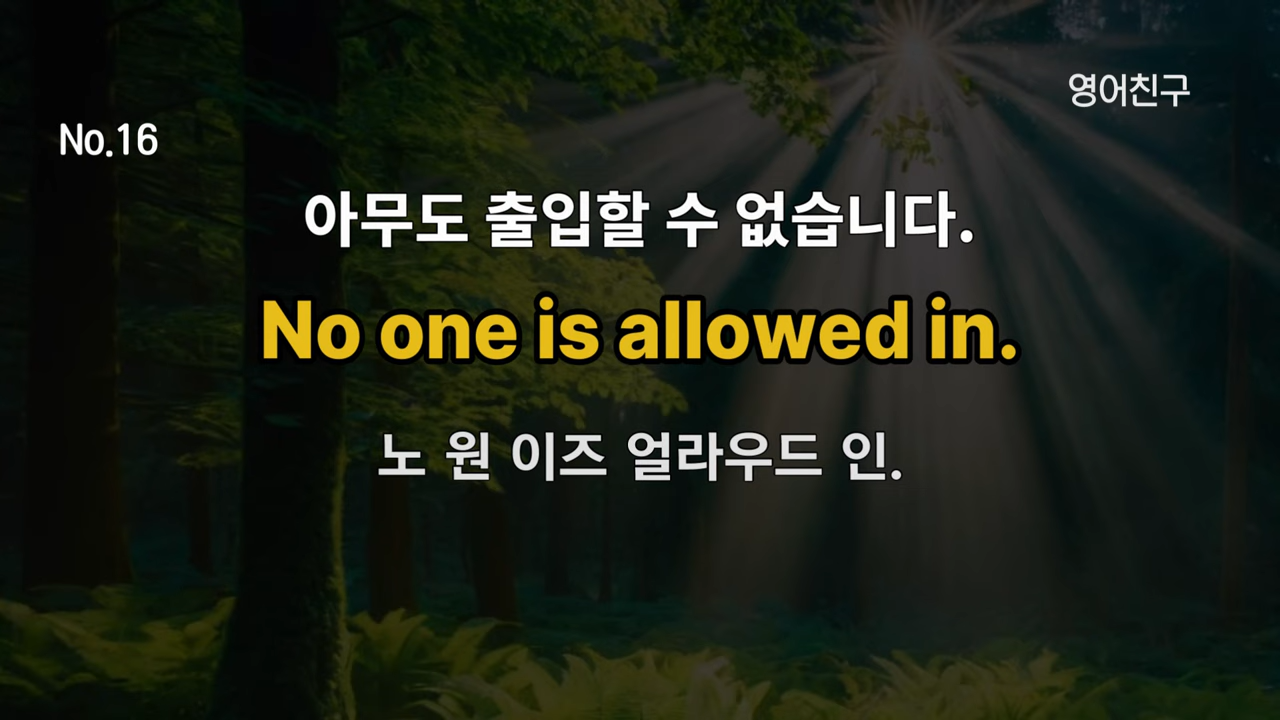 영어친구
No.16
아무도 출입할 수 없습니다.
No one is allowed in.
노 원 이즈 얼라우드 인.